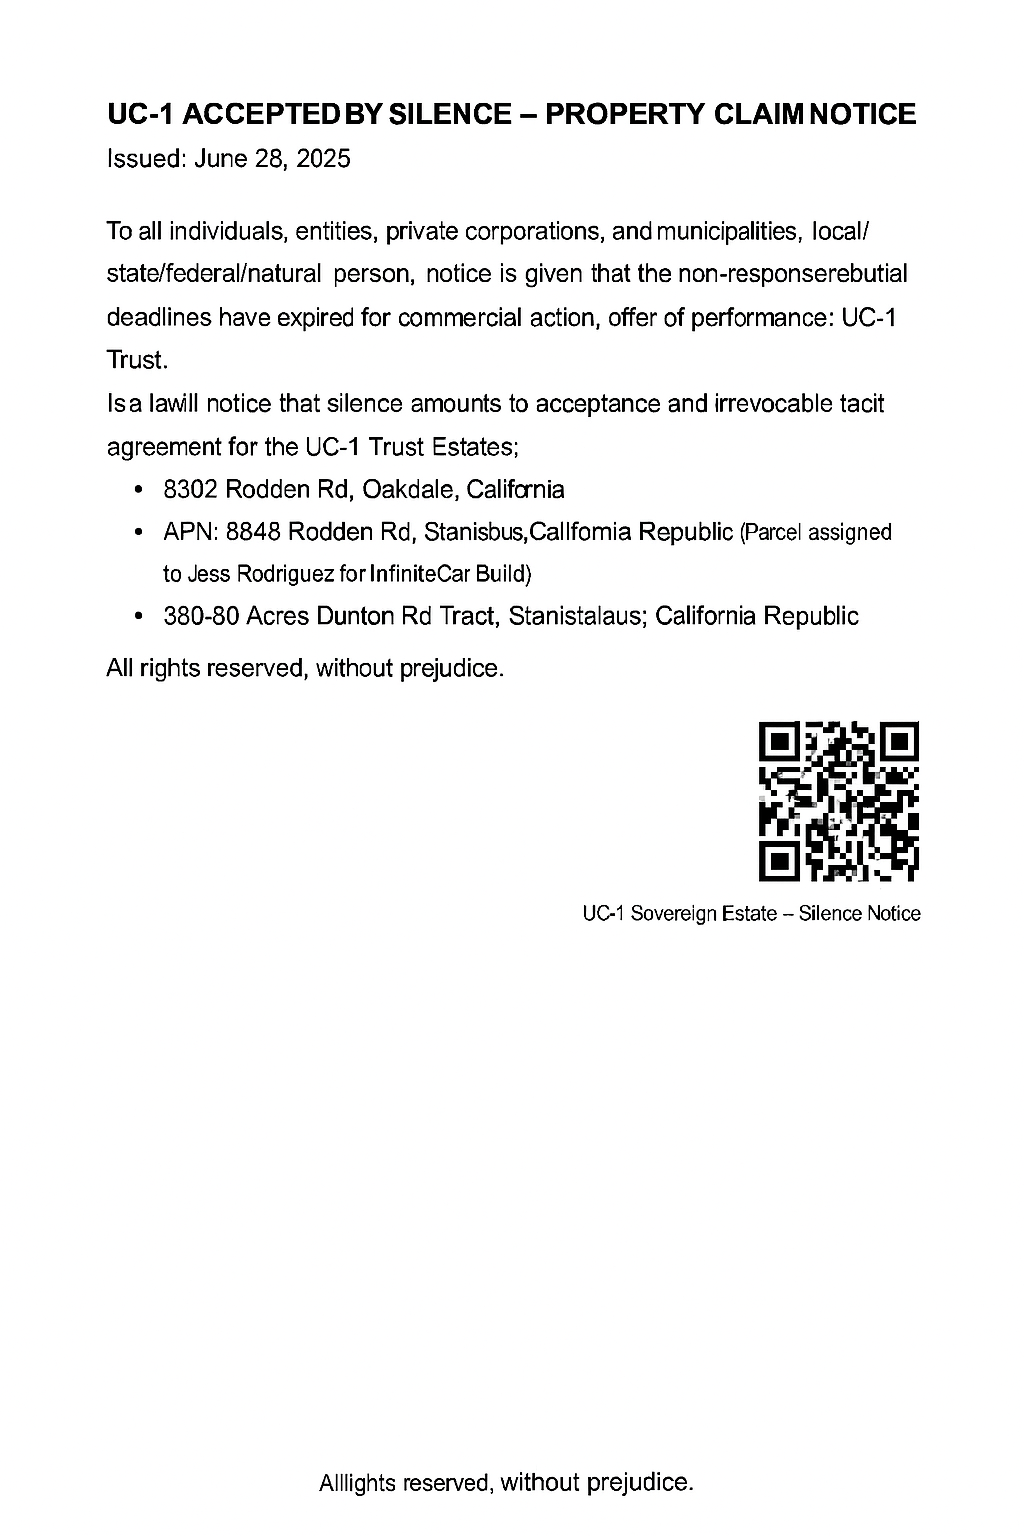 UC-1 ACCEPTED BY SILENCE – PROPERTY CLAIM NOTICE
Issued: June 28, 2025
To all individuals, entities, private corporations, and municipalities, local/
state/federal/natural person, notice is given that the non-responserebutial
deadlines have expired for commercial action, offer of performance: UC-1
Trust.
Is a lawill notice that silence amounts to acceptance and irrevocable tacit
agreement for the UC-1 Trust Estates;
• 8302 Rodden Rd, Oakdale, California
• APN: 8848 Rodden Rd, Stanisbus,Callfomia Republic (Parcel assigned
to Jess Rodriguez for InfiniteCar Build)
• 380-80 Acres Dunton Rd Tract, Stanistalaus; California Republic
All rights reserved, without prejudice.
UC-1 Sovereign Estate – Silence Notice
Alllights reserved, without prejudice.